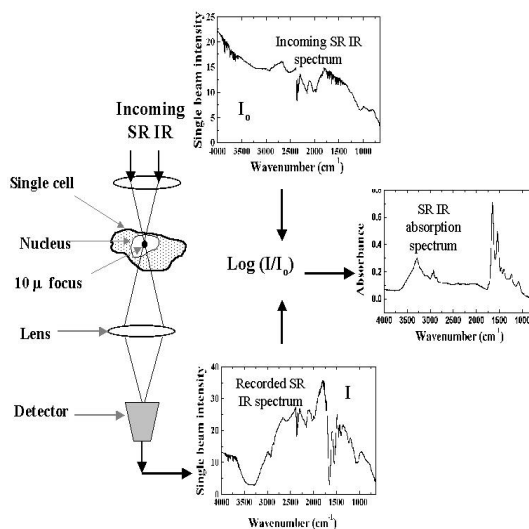 Incoming SR IR
spectrum
I₀
Single beam intensity
25
20
15
10
5
0
4000 3500 3000 2500 2000 1500 1000
Wavenumber (cm⁻¹)
Incoming
SR IR
Single cell
Nucleus
10 μ focus
Lens
Detector
Log (I/I₀)
SR IR
absorption
spectrum
Absorbance
0.8
0.6
0.4
0.2
0.0
4000 3500 3000 2500 2000 1500 1000
Wavenumber (cm⁻¹)
Recorded SR
IR spectrum
I
Single beam intensity
40
30
20
10
0
4000 3500 3000 2500 2000 1500 1000
Wavenumber (cm⁻¹)